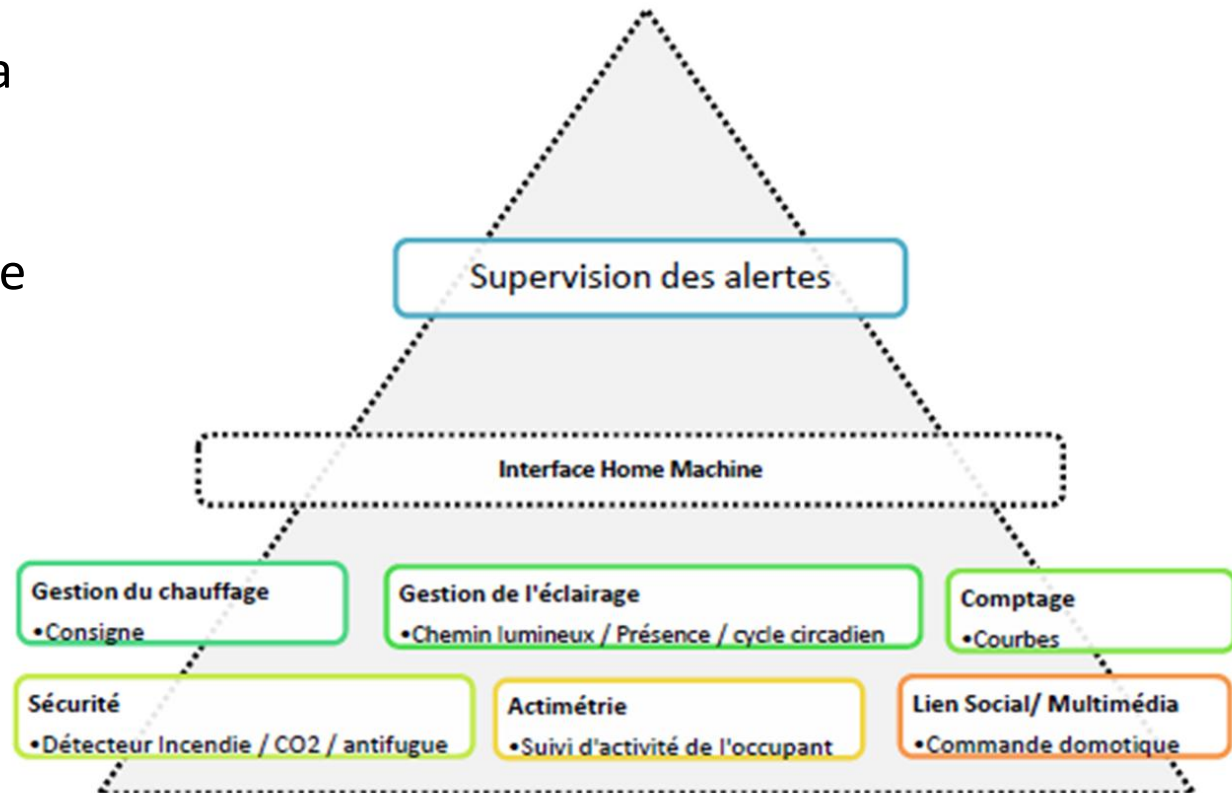 a
e
Supervision des alertes
Interface Home Machine
Gestion du chauffage
•Consigne
Gestion de l'éclairage
•Chemin lumineux / Présence / cycle circadien
Comptage
•Courbes
Sécurité
•Détecteur Incendie / CO2 / antifugue
Actimétrie
•Suivi d'activité de l'occupant
Lien Social/ Multimédia
•Commande domotique